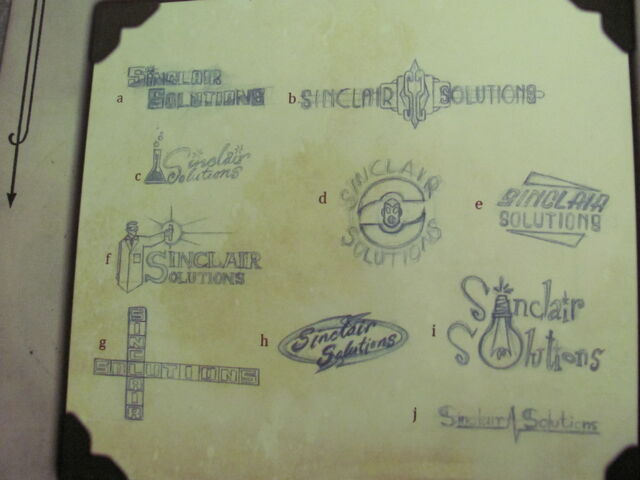 a
SINCLAIR
SOLUTIONS
b
SINCLAIR SS SOLUTIONS
c
Sinclair
Solutions
d
SINCLAIR
SOLUTIONS
e
SINCLAIR
SOLUTIONS
f
SINCLAIR
SOLUTIONS
g
SINCLAIR
SOLUTIONS
h
Sinclair
Solutions
i
Sinclair
Solutions
j
Sinclair Solutions